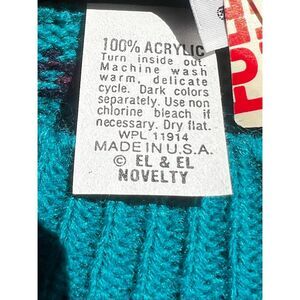 100% ACRYLIC
Turn inside out.
Machine wash
warm, delicate
cycle. Dark colors
separately. Use non
chlorine bleach if
necessary. Dry flat.
WPL 11914
MADE IN U.S.A.
© EL & EL
NOVELTY